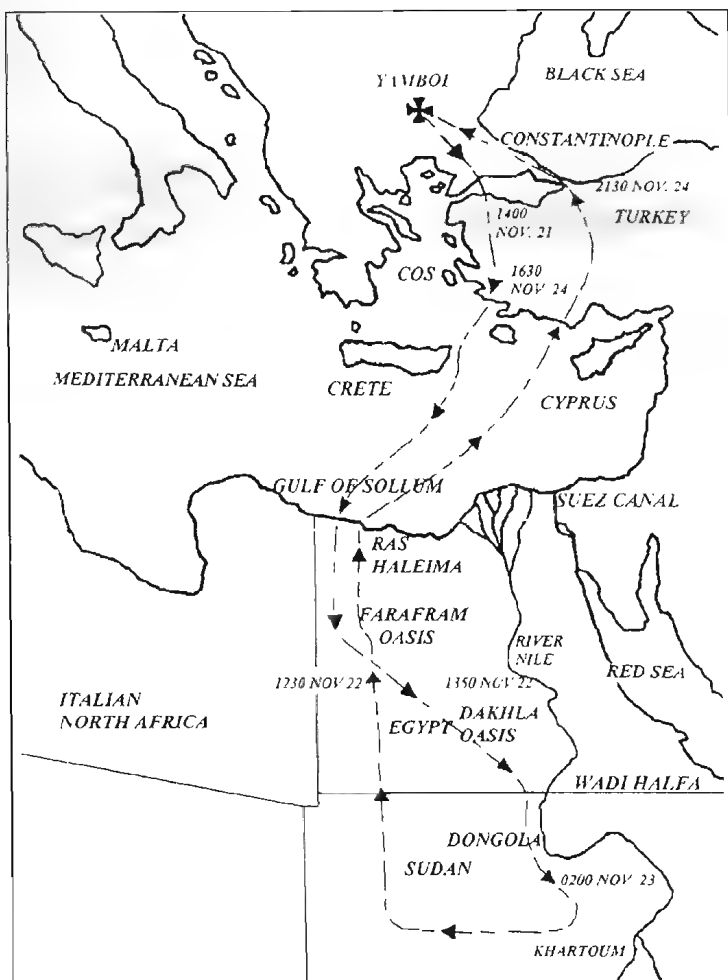 BLACK SEA
YAMBOI
CONSTANTINOPLE
2130 NOV. 24
TURKEY
1400
NOV. 21
COS
1630
NOV 24
MALTA
MEDITERRANEAN SEA
CRETE
CYPRUS
GULF OF SOLLUM
SUEZ CANAL
RAS
HALEIMA
FARAFRAM
OASIS
RIVER
NILE
RED SEA
1230 NOV 22
1350 NOV 22
ITALIAN
NORTH AFRICA
EGYPT
DAKHLA
OASIS
WADI HALFA
DONGOLA
SUDAN
0200 NOV 23
KHARTOUM